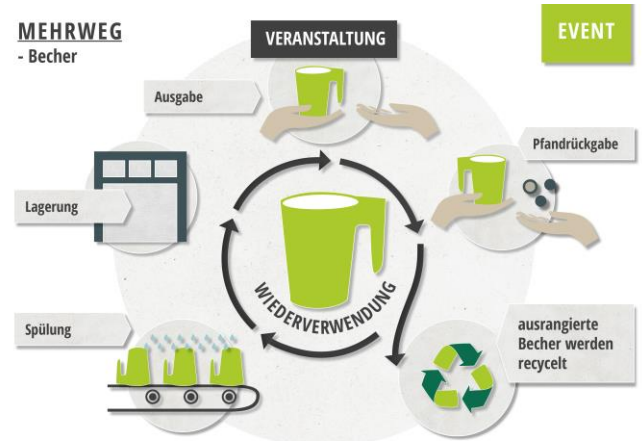 MEHRWEG
- Becher
VERANSTALTUNG
EVENT
Ausgabe
Pfandrückgabe
Lagerung
WIEDERVERWENDUNG
Spülung
ausrangierte
Becher werden
recycelt